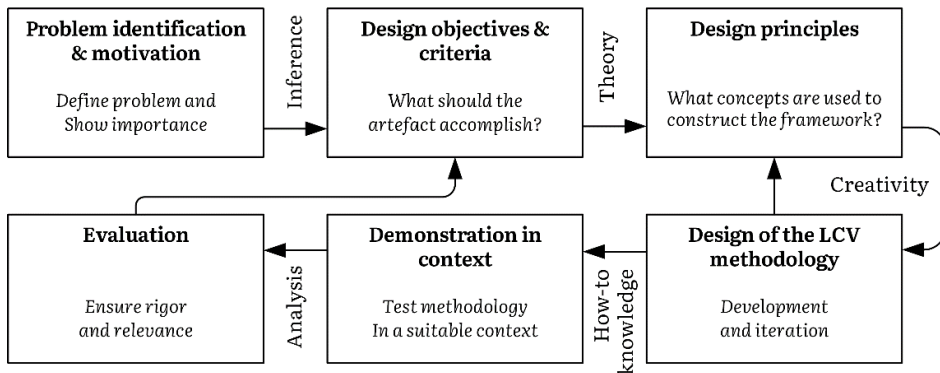 Problem identification
& motivation
Define problem and
Show importance
Inference
Design objectives &
criteria
What should the
artefact accomplish?
Theory
Design principles
What concepts are used to
construct the framework?
Creativity
Design of the LCV
methodology
Development
and iteration
How-to
knowledge
Demonstration in
context
Test methodology
In a suitable context
Analysis
Evaluation
Ensure rigor
and relevance